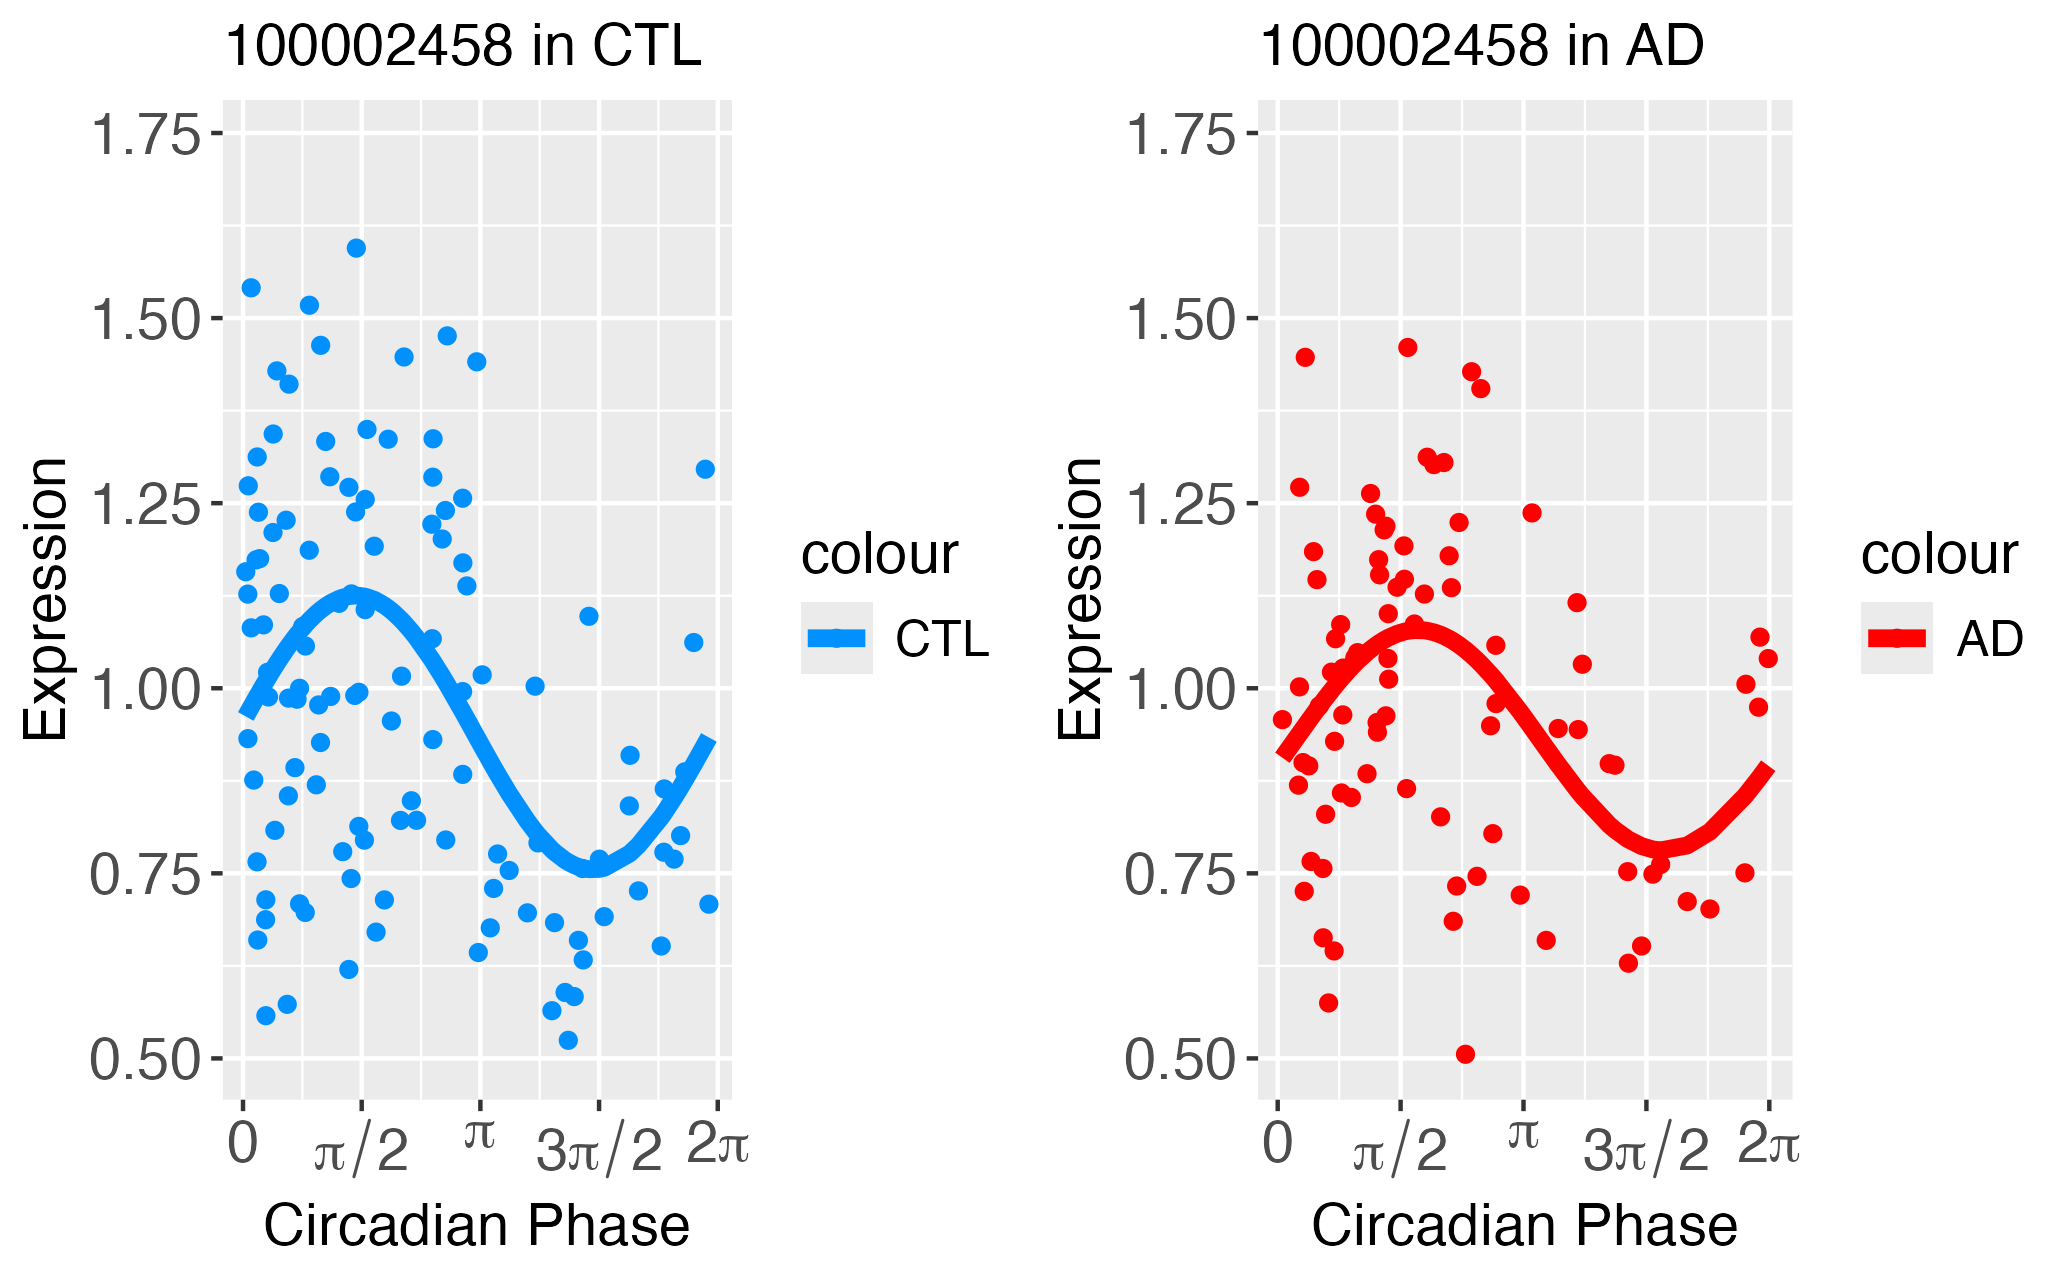 100002458 in CTL
1.75
1.50
1.25
1.00
0.75
0.50
Expression
0 π/2 π 3π/2 2π
Circadian Phase
colour
CTL
100002458 in AD
1.75
1.50
1.25
1.00
0.75
0.50
Expression
0 π/2 π 3π/2 2π
Circadian Phase
colour
AD